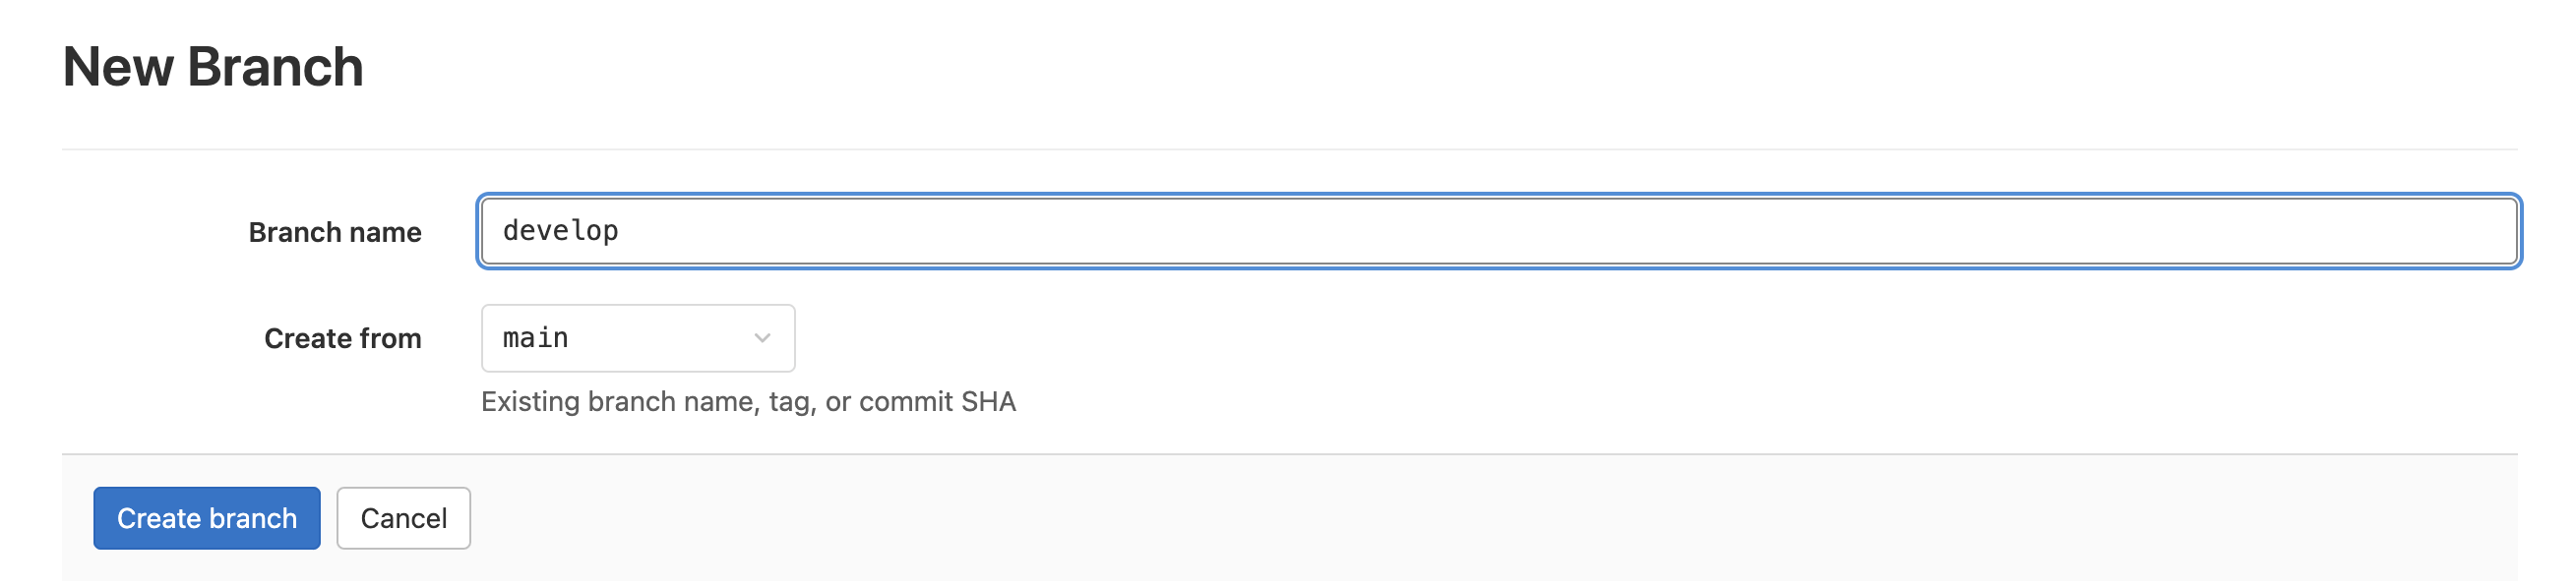 New Branch
Branch name
develop
Create from
main
Existing branch name, tag, or commit SHA
Create branch
Cancel